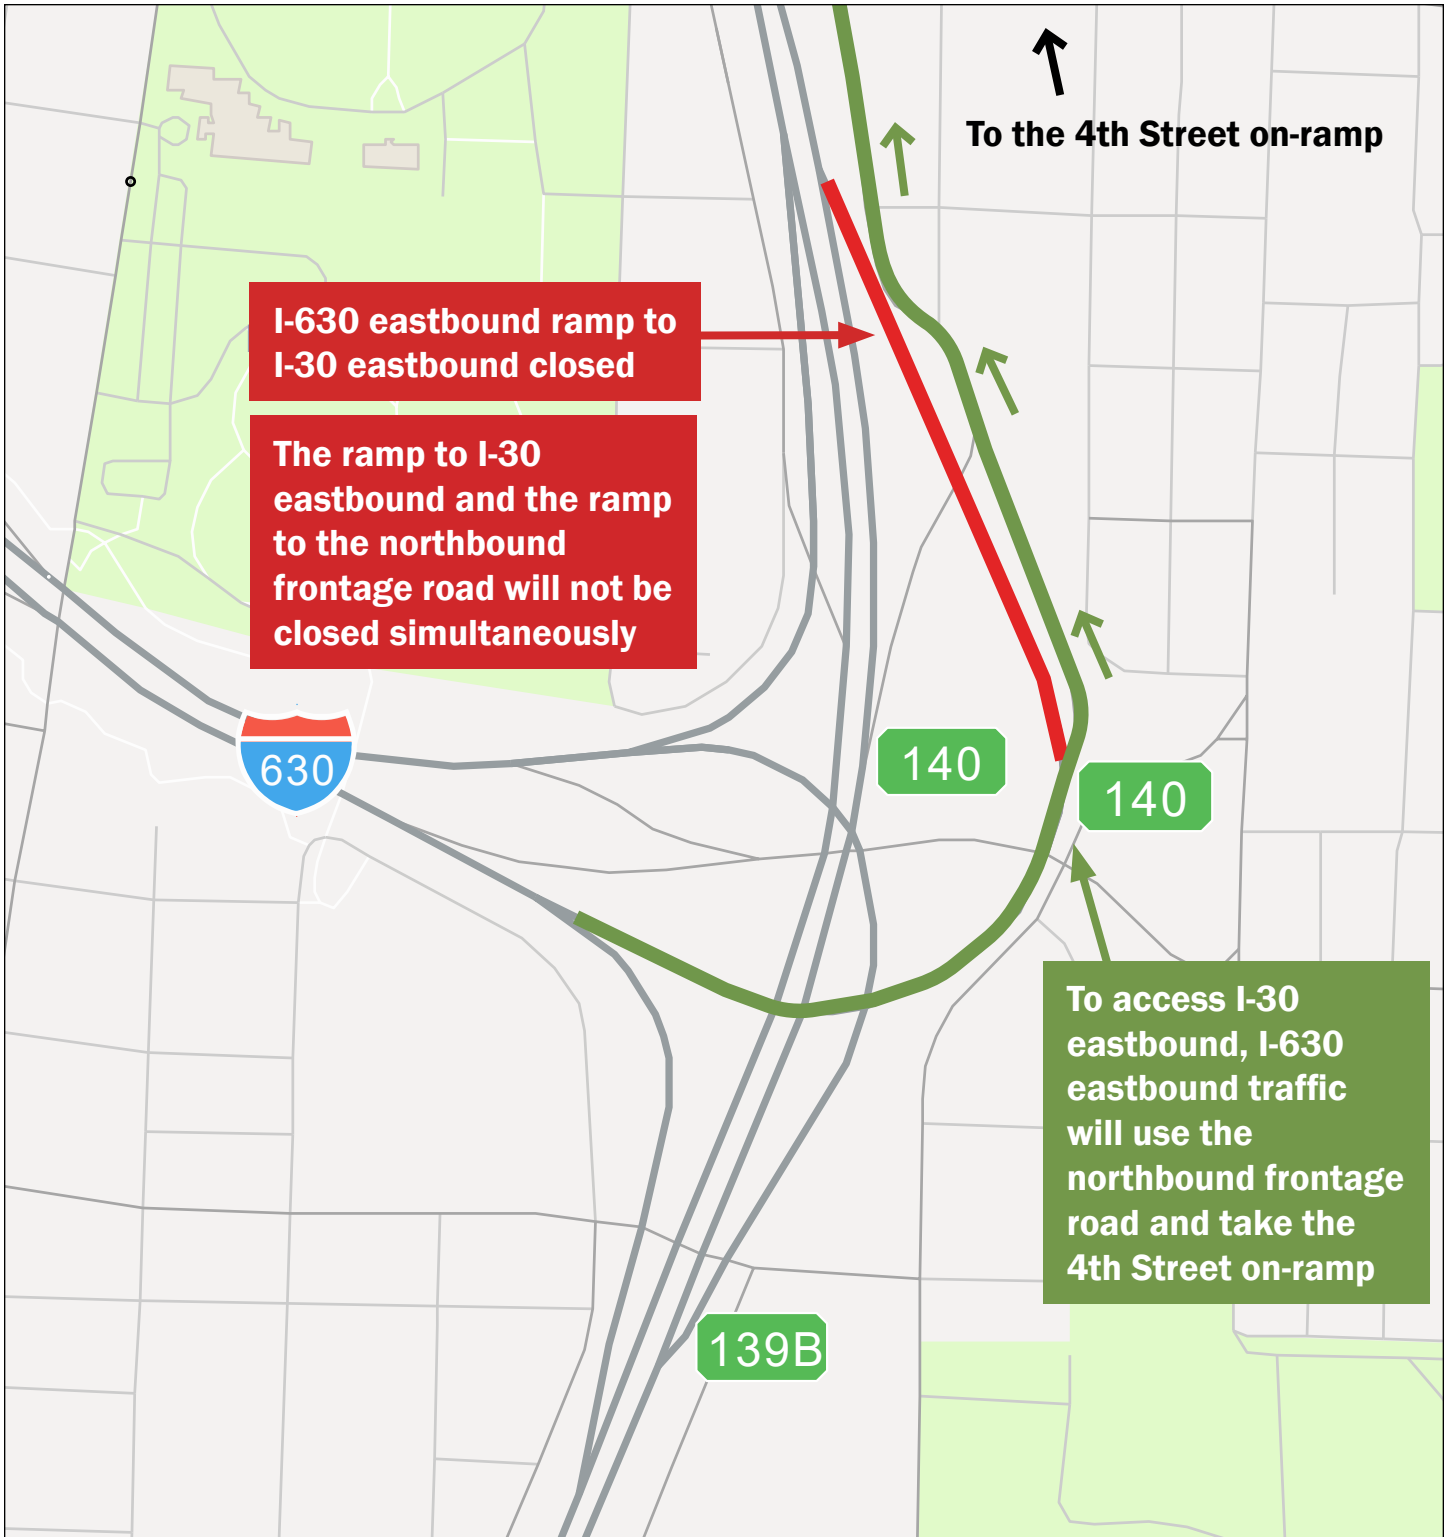 To the 4th Street on-ramp
I-630 eastbound ramp to
I-30 eastbound closed
The ramp to I-30
eastbound and the ramp
to the northbound
frontage road will not be
closed simultaneously
630
140
140
To access I-30
eastbound, I-630
eastbound traffic
will use the
northbound frontage
road and take the
4th Street on-ramp
139B